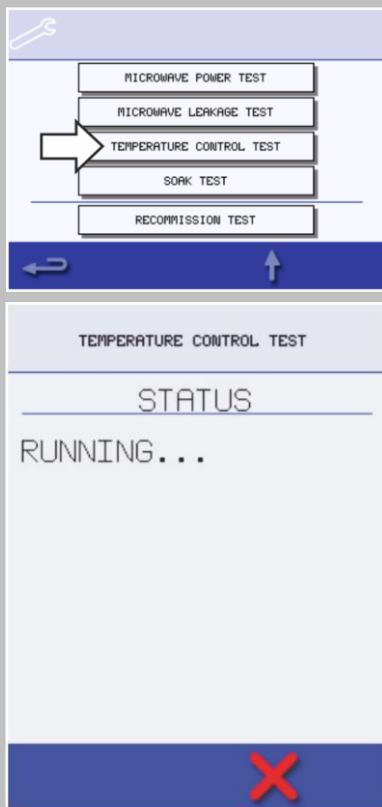 MICROWAVE POWER TEST
MICROWAVE LEAKAGE TEST
TEMPERATURE CONTROL TEST
SOAK TEST
RECOMMISSION TEST
TEMPERATURE CONTROL TEST
STATUS
RUNNING...